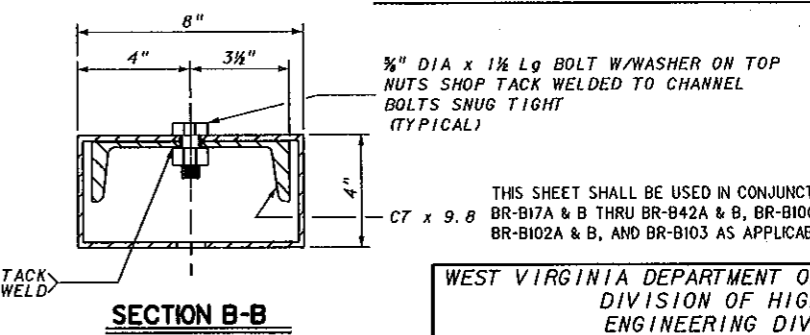 8"
4" 3½"
⅝" DIA x 1½ Lg BOLT W/WASHER ON TOP
NUTS SHOP TACK WELDED TO CHANNEL
BOLTS SNUG TIGHT
(TYPICAL)
4"
C7 x 9.8
THIS SHEET SHALL BE USED IN CONJUNCT
BR-B17A & B THRU BR-B42A & B, BR-B100
BR-B102A & B, AND BR-B103 AS APPLICAB
TACK
WELD
SECTION B-B
WEST VIRGINIA DEPARTMENT O
DIVISION OF HIG
ENGINEERING DIV